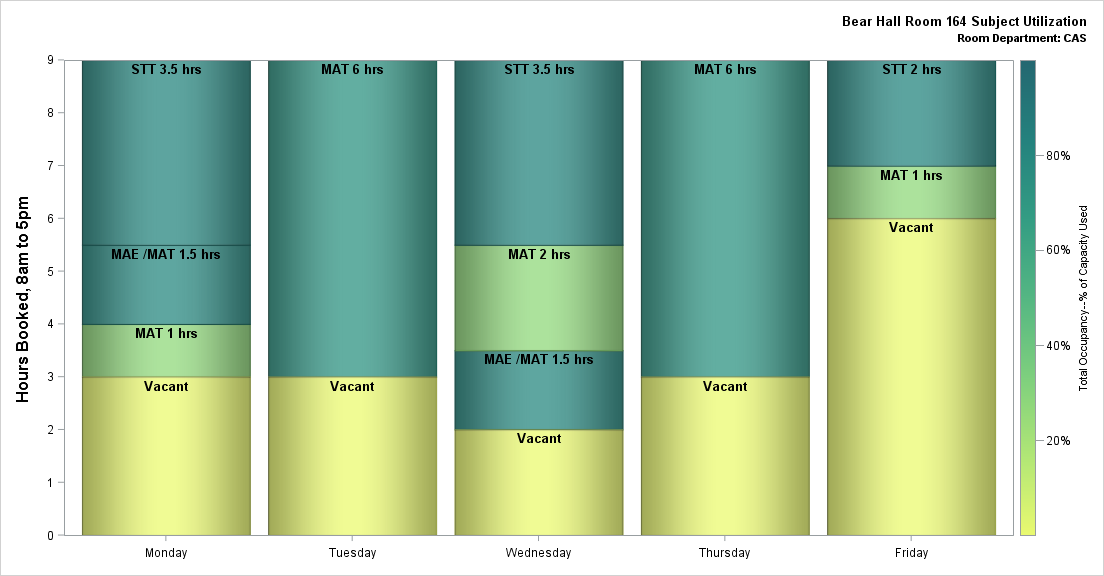 Bear Hall Room 164 Subject Utilization
Room Department: CAS
Hours Booked, 8am to 5pm
9
8
7
6
5
4
3
2
1
0
STT 3.5 hrs
MAE /MAT 1.5 hrs
MAT 1 hrs
Vacant
MAT 6 hrs
Vacant
STT 3.5 hrs
MAT 2 hrs
MAE /MAT 1.5 hrs
Vacant
MAT 6 hrs
Vacant
STT 2 hrs
MAT 1 hrs
Vacant
Monday
Tuesday
Wednesday
Thursday
Friday
80%
60%
40%
20%
Total Occupancy--% of Capacity Used